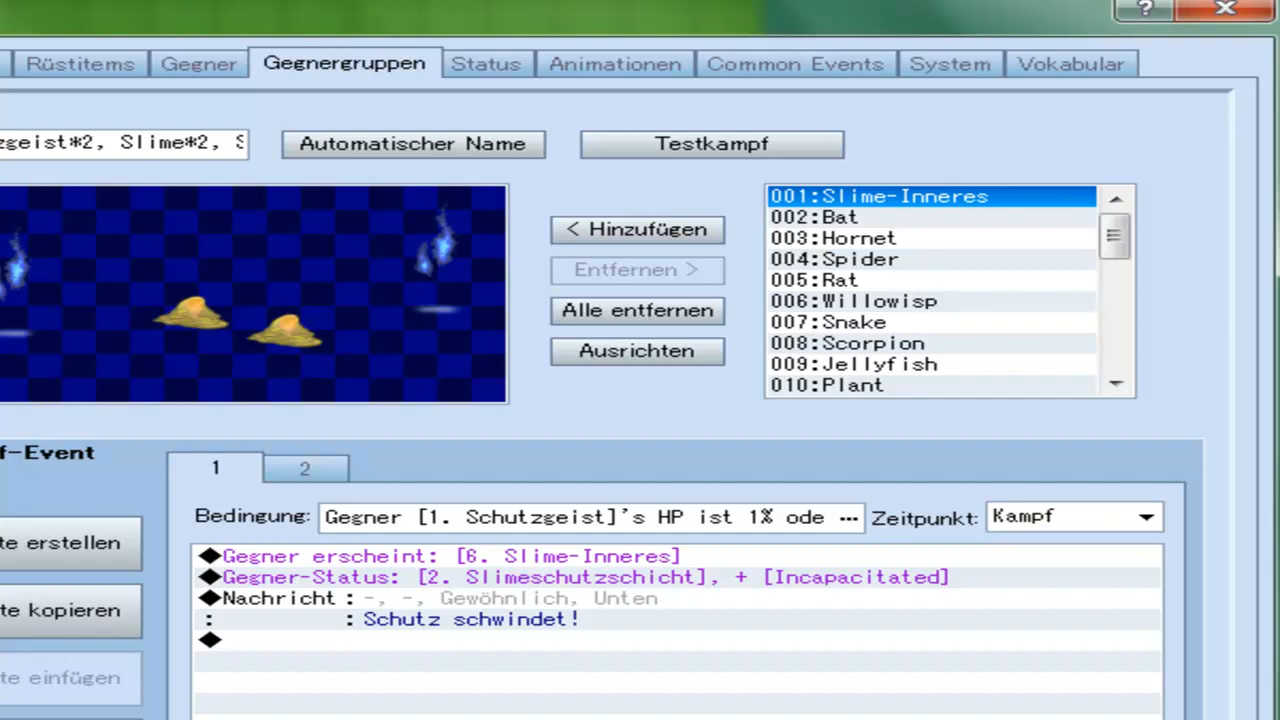 ?
Rüstitems Gegner Gegnergruppen Status Animationen Common Events System Vokabular
zgeist*2, Slime*2, S Automatischer Name Testkampf
< Hinzufügen
Entfernen >
Alle entfernen
Ausrichten
001:Slime-Inneres
002:Bat
003:Hornet
004:Spider
005:Rat
006:Willowisp
007:Snake
008:Scorpion
009:Jellyfish
010:Plant
f-Event
1 2
Bedingung: Gegner [1. Schutzgeist]'s HP ist 1% ode ... Zeitpunkt: Kampf
te erstellen
te kopieren
te einfügen
◆Gegner erscheint: [6. Slime-Inneres]
◆Gegner-Status: [2. Slimeschutzschicht], + [Incapacitated]
◆Nachricht : -, -, Gewöhnlich, Unten
: : Schutz schwindet!
◆